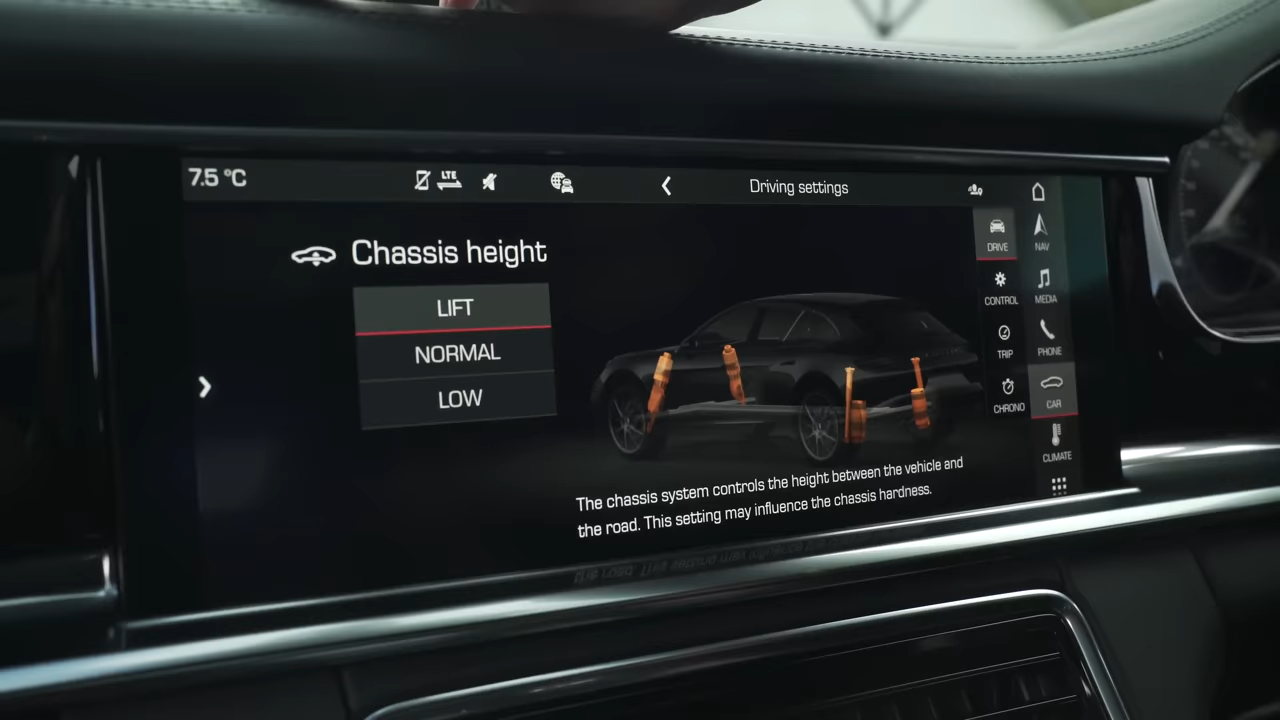 7.5 °C
LTE
Driving settings
Chassis height
LIFT
NORMAL
LOW
The chassis system controls the height between the vehicle and
the road. This setting may influence the chassis hardness.
DRIVE
CONTROL
TRIP
CHRONO
NAV
MEDIA
PHONE
CAR
CLIMATE